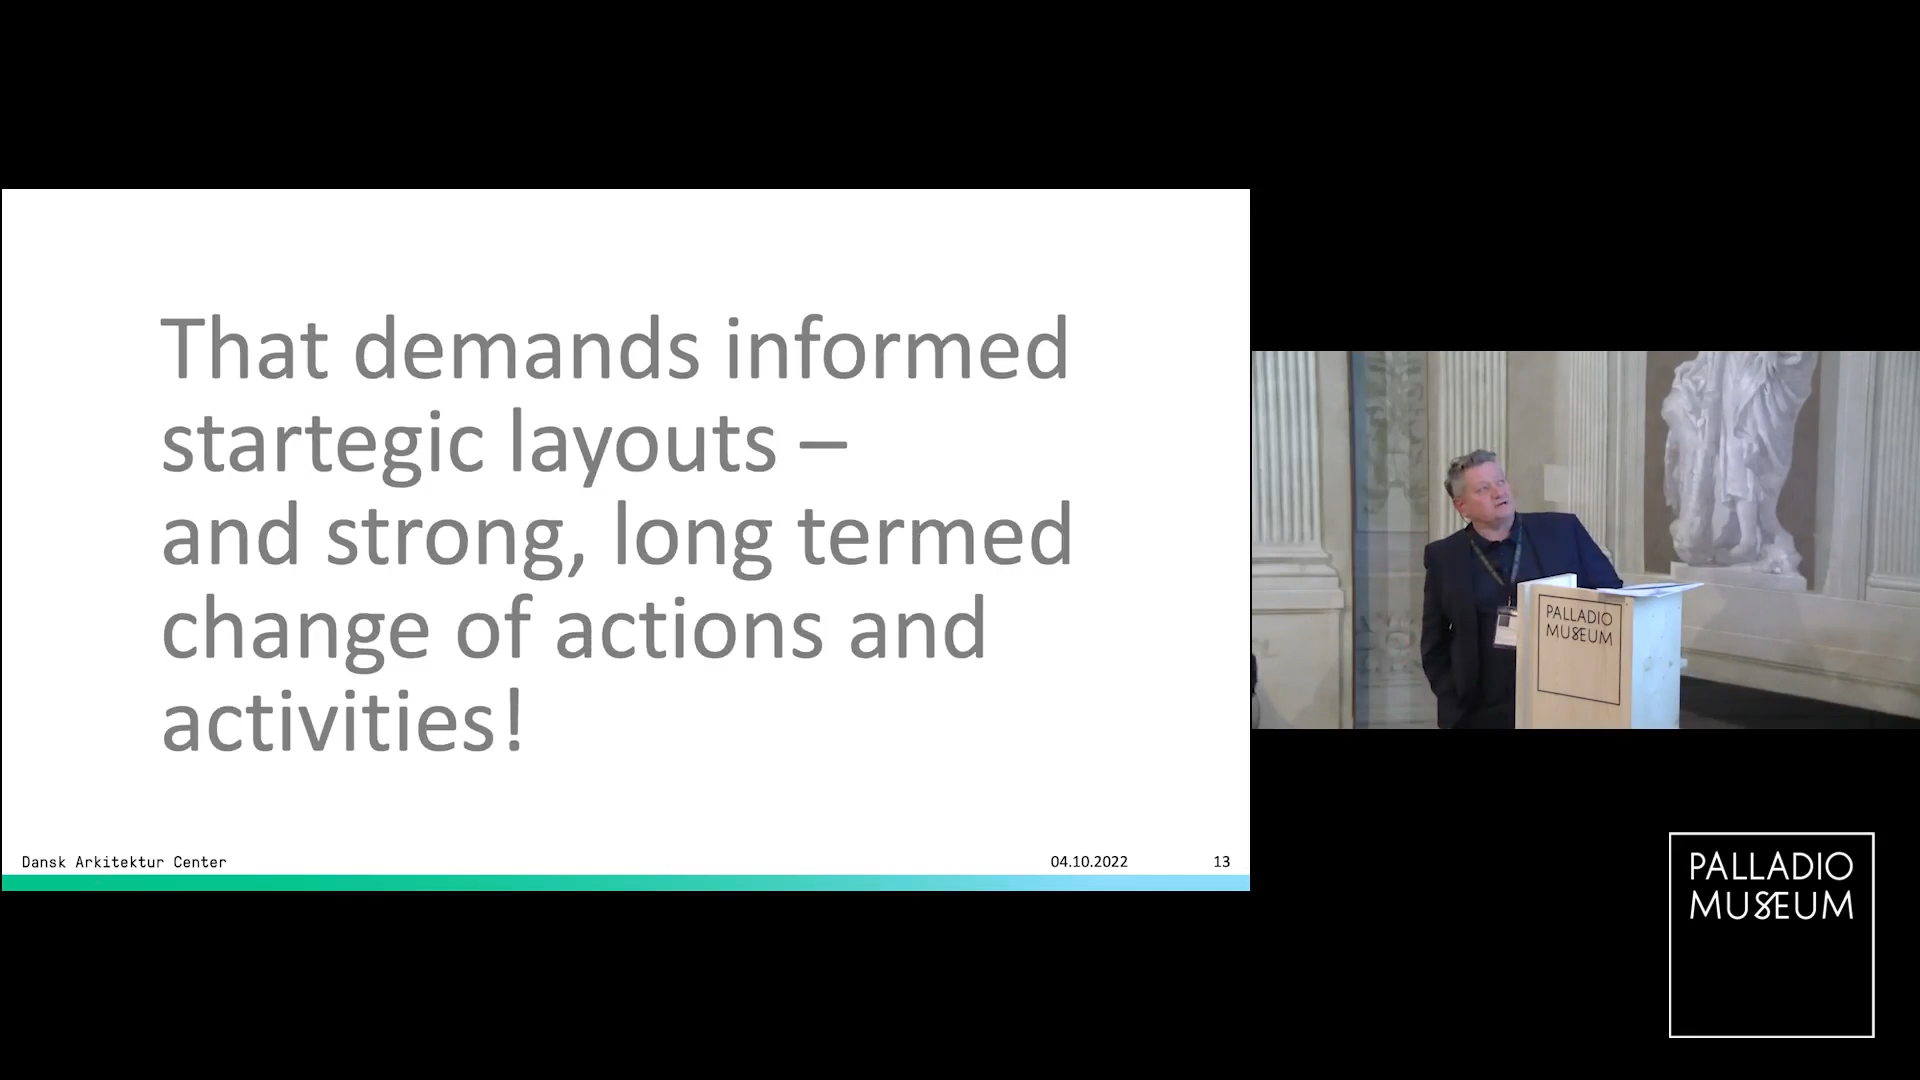 That demands informed
startegic layouts –
and strong, long termed
change of actions and
activities!
Dansk Arkitektur Center
04.10.2022
13
PALLADIO
MUSEUM
PALLADIO
MUSEUM